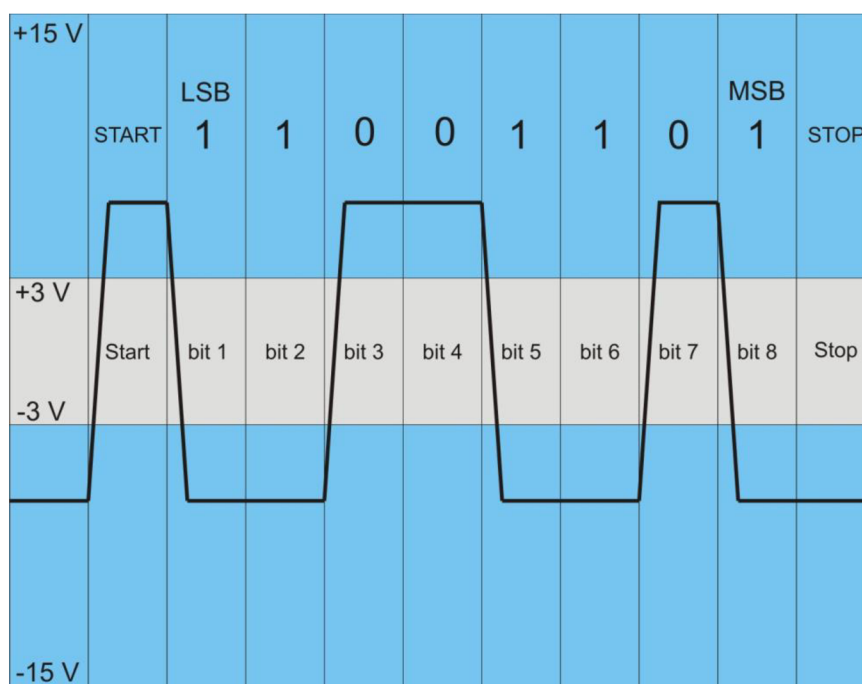 +15 V
LSB MSB
START 1 1 0 0 1 1 0 1 STOP
+3 V
Start bit 1 bit 2 bit 3 bit 4 bit 5 bit 6 bit 7 bit 8 Stop
-3 V
-15 V